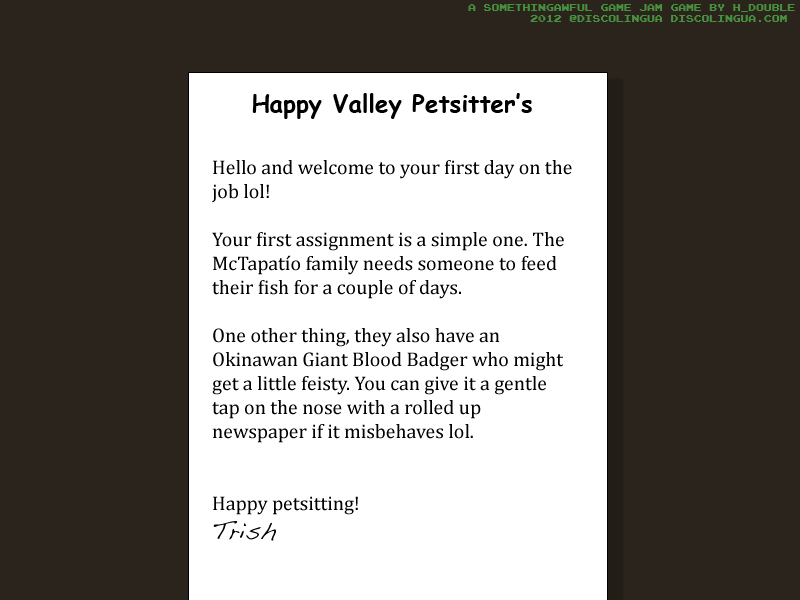 A SOMETHINGAWFUL GAME JAM GAME BY H_DOUBLE
2012 @DISCOLINGUA DISCOLINGUA.COM
Happy Valley Petsitter's
Hello and welcome to your first day on the
job lol!
Your first assignment is a simple one. The
McTapatío family needs someone to feed
their fish for a couple of days.
One other thing, they also have an
Okinawan Giant Blood Badger who might
get a little feisty. You can give it a gentle
tap on the nose with a rolled up
newspaper if it misbehaves lol.
Happy petsitting!
Trish